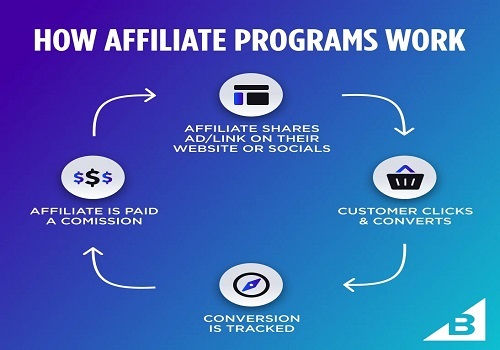 HOW AFFILIATE PROGRAMS WORK
AFFILIATE SHARES
AD/LINK ON THEIR
WEBSITE OR SOCIALS
$$$
AFFILIATE IS PAID
A COMISSION
CUSTOMER CLICKS
& CONVERTS
CONVERSION
IS TRACKED
B